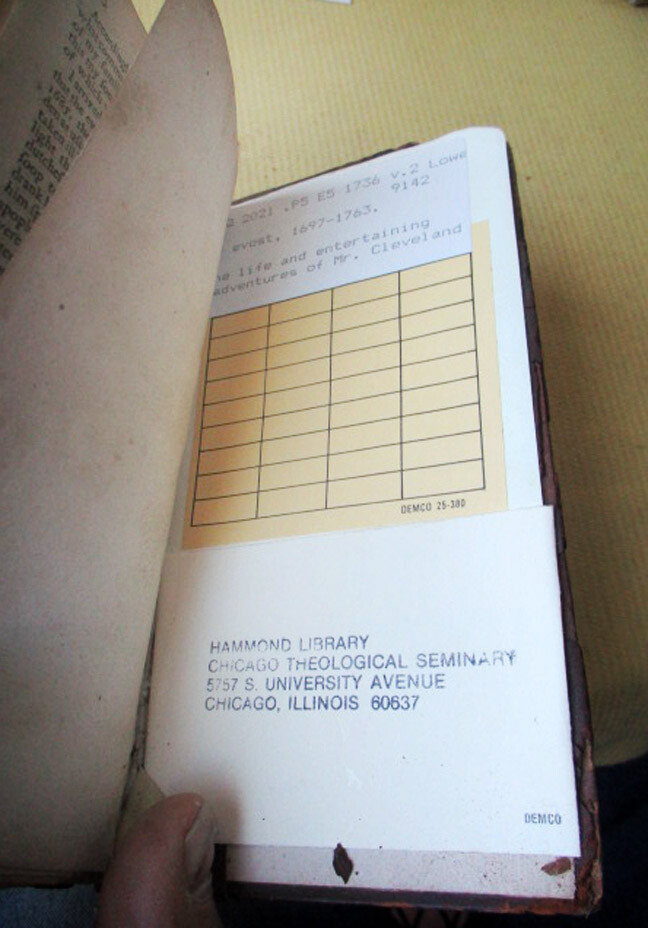 2 2021 .P5 E5 1736 v.2 Lowe
9142
evost, 1697-1763.
he life and entertaining
adventures of Mr. Cleveland
DEMCO 25-380
HAMMOND LIBRARY
CHICAGO THEOLOGICAL SEMINARY
5757 S. UNIVERSITY AVENUE
CHICAGO, ILLINOIS 60637
DEMCO